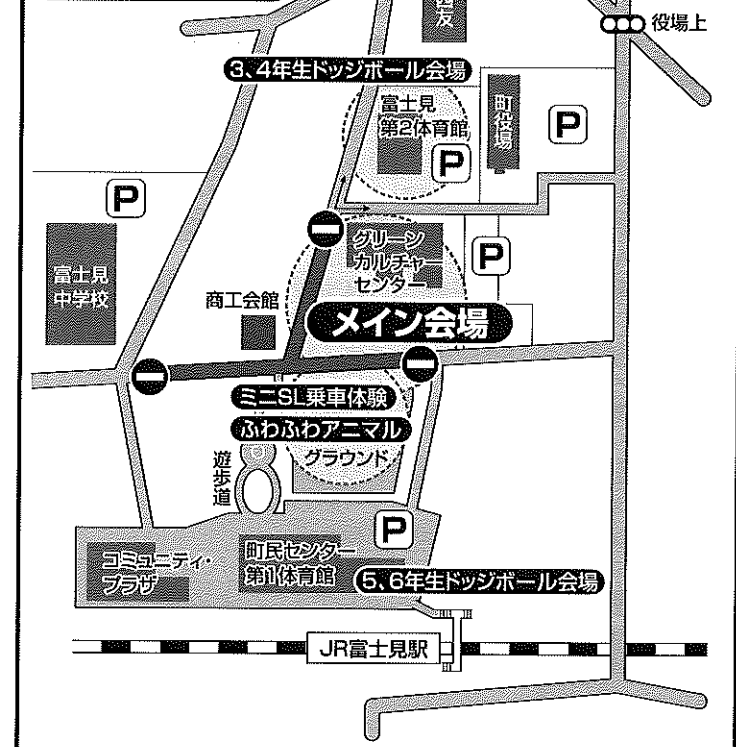 友
役場上
3、4年生ドッジボール会場
富士見
第2体育館
町役場
P
P
P
富士見
中学校
グリーン
カルチャー
センター
P
商工会館
メイン会場
ミニSL乗車体験
ふわふわアニマル
グラウンド
遊歩道
P
コミュニティ・
プラザ
町民センター
第1体育館
5、6年生ドッジボール会場
JR富士見駅